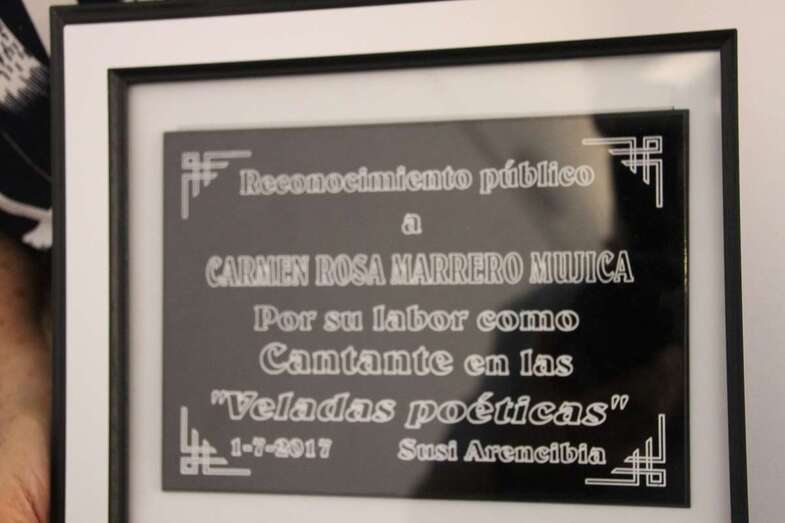 Reconocimiento público
a
CARMEN ROSA MARRERO MUJICA
Por su labor como
Cantante en las
"Veladas poéticas"
1-7-2017 Susi Arencibia